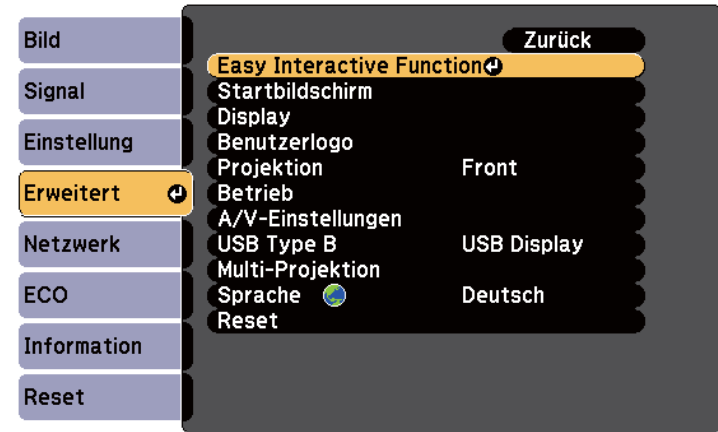 Bild
Signal
Einstellung
Erweitert
Netzwerk
ECO
Information
Reset
Zurück
Easy Interactive Function
Startbildschirm
Display
Benutzerlogo
Projektion Front
Betrieb
A/V-Einstellungen
USB Type B USB Display
Multi-Projektion
Sprache Deutsch
Reset